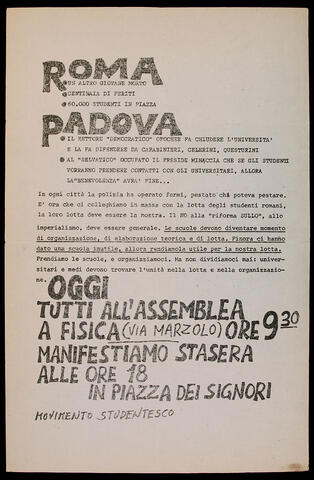 ROMA
● UN ALTRO GIOVANE MORTO
● CENTINAIA DI FERITI
● 60.000 STUDENTI IN PIAZZA
PADOVA
● IL RETTORE "DEMOCRATICO" OPOCHER FA CHIUDERE L'UNIVERSITA'
E LA FA DIFENDERE DA CARABINIERI, CELERINI, QUESTURINI
● AL "SELVATICO" OCCUPATO IL PRESIDE MINACCIA CHE SE GLI STUDENTI
VORRANNO PRENDERE CONTATTI CON GLI UNIVERSITARI, ALLORA
LA"BENEVOLENZA" AVRA' FINE...
In ogni città la polizia ha operato fermi, pestato chi poteva pestare.
E' ora che ci colleghiamo in massa con la lotta degli studenti romani,
la loro lotta deve essere la nostra. Il NO alla "riforma SULLO", allo
imperialismo, deve essere generale. Le scuole devono diventare momento
di organizzazione, di elaborazione teorica e di lotta. Finora ci hanno
dato una scuola inutile, allora rendiamola utile per la nostra lotta.
Prendiamo le scuole, e organizziamoci. Ma non dividiamoci mai: univer-
sitari e medi devono trovare l'unità nella lotta e nella organizzazio-
ne.
OGGI
TUTTI ALL'ASSEMBLEA
A FISICA (VIA MARZOLO) ORE 9 30
MANIFESTIAMO STASERA
ALLE ORE 18
IN PIAZZA DEI SIGNORI
MOVIMENTO STUDENTESCO